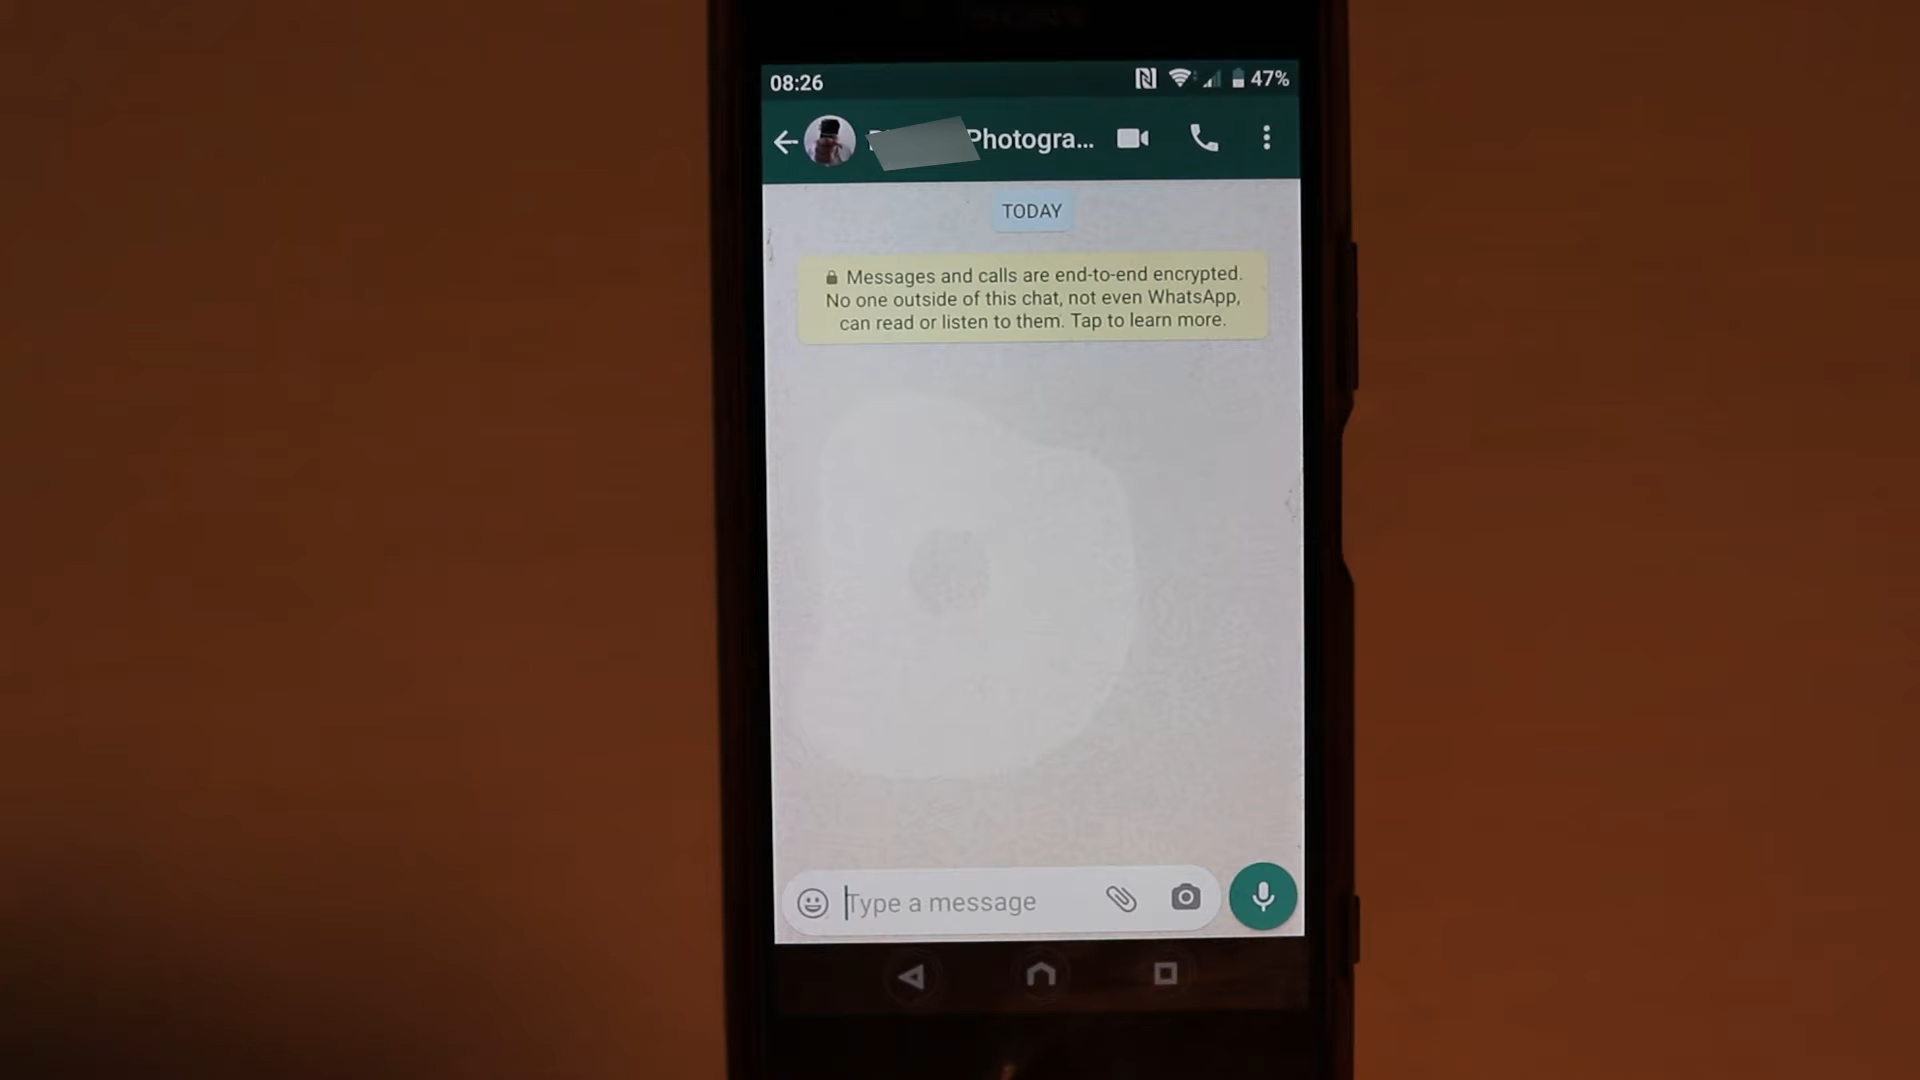 08:26 47%
Photogra...
TODAY
Messages and calls are end-to-end encrypted.
No one outside of this chat, not even WhatsApp,
can read or listen to them. Tap to learn more.
Type a message